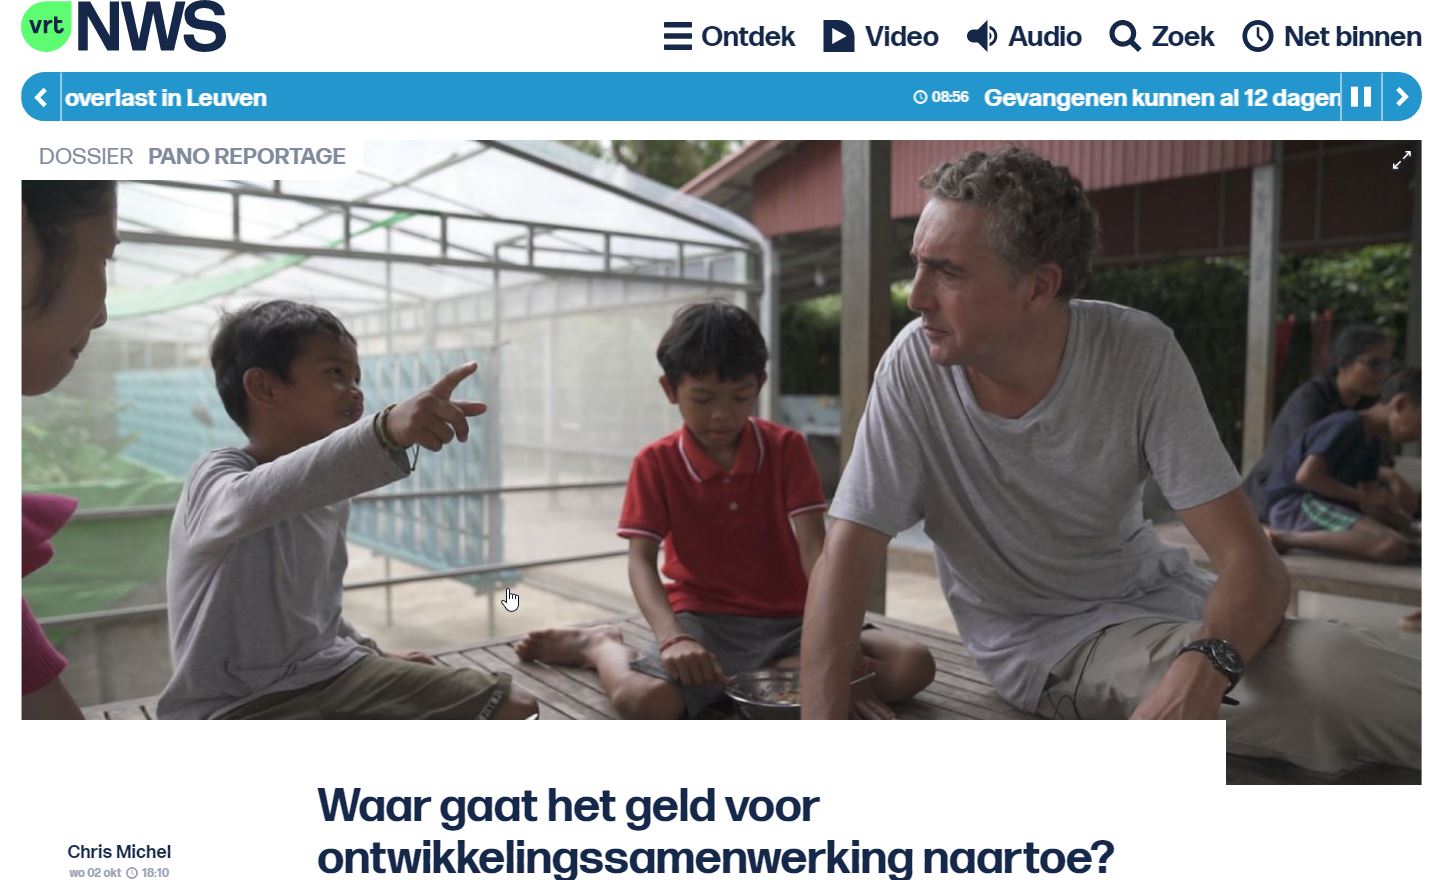 vrt NWS
Ontdek Video Audio Zoek Net binnen
overlast in Leuven 08:56 Gevangenen kunnen al 12 dagen
DOSSIER PANO REPORTAGE
Waar gaat het geld voor
ontwikkelingssamenwerking naartoe?
Chris Michel
wo 02 okt 18:10